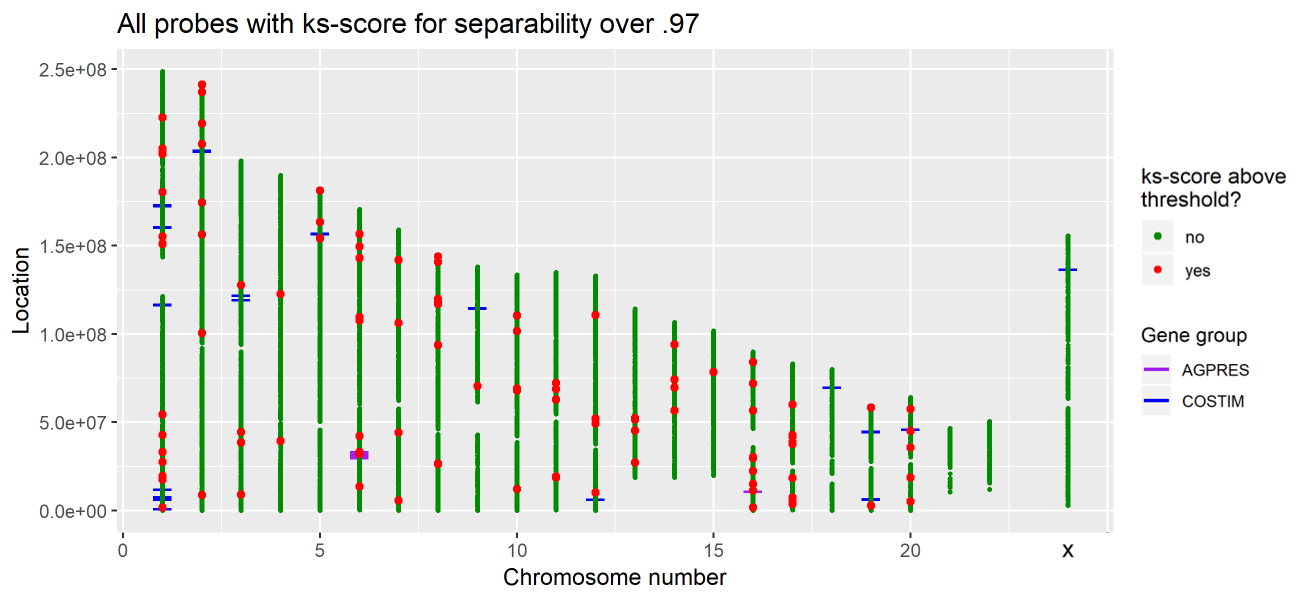 All probes with ks-score for separability over .97
2.5e+08
2.0e+08
1.5e+08
1.0e+08
5.0e+07
0.0e+00
Location
0 5 10 15 20 X
Chromosome number
ks-score above
threshold?
no
yes
Gene group
AGPRES
COSTIM